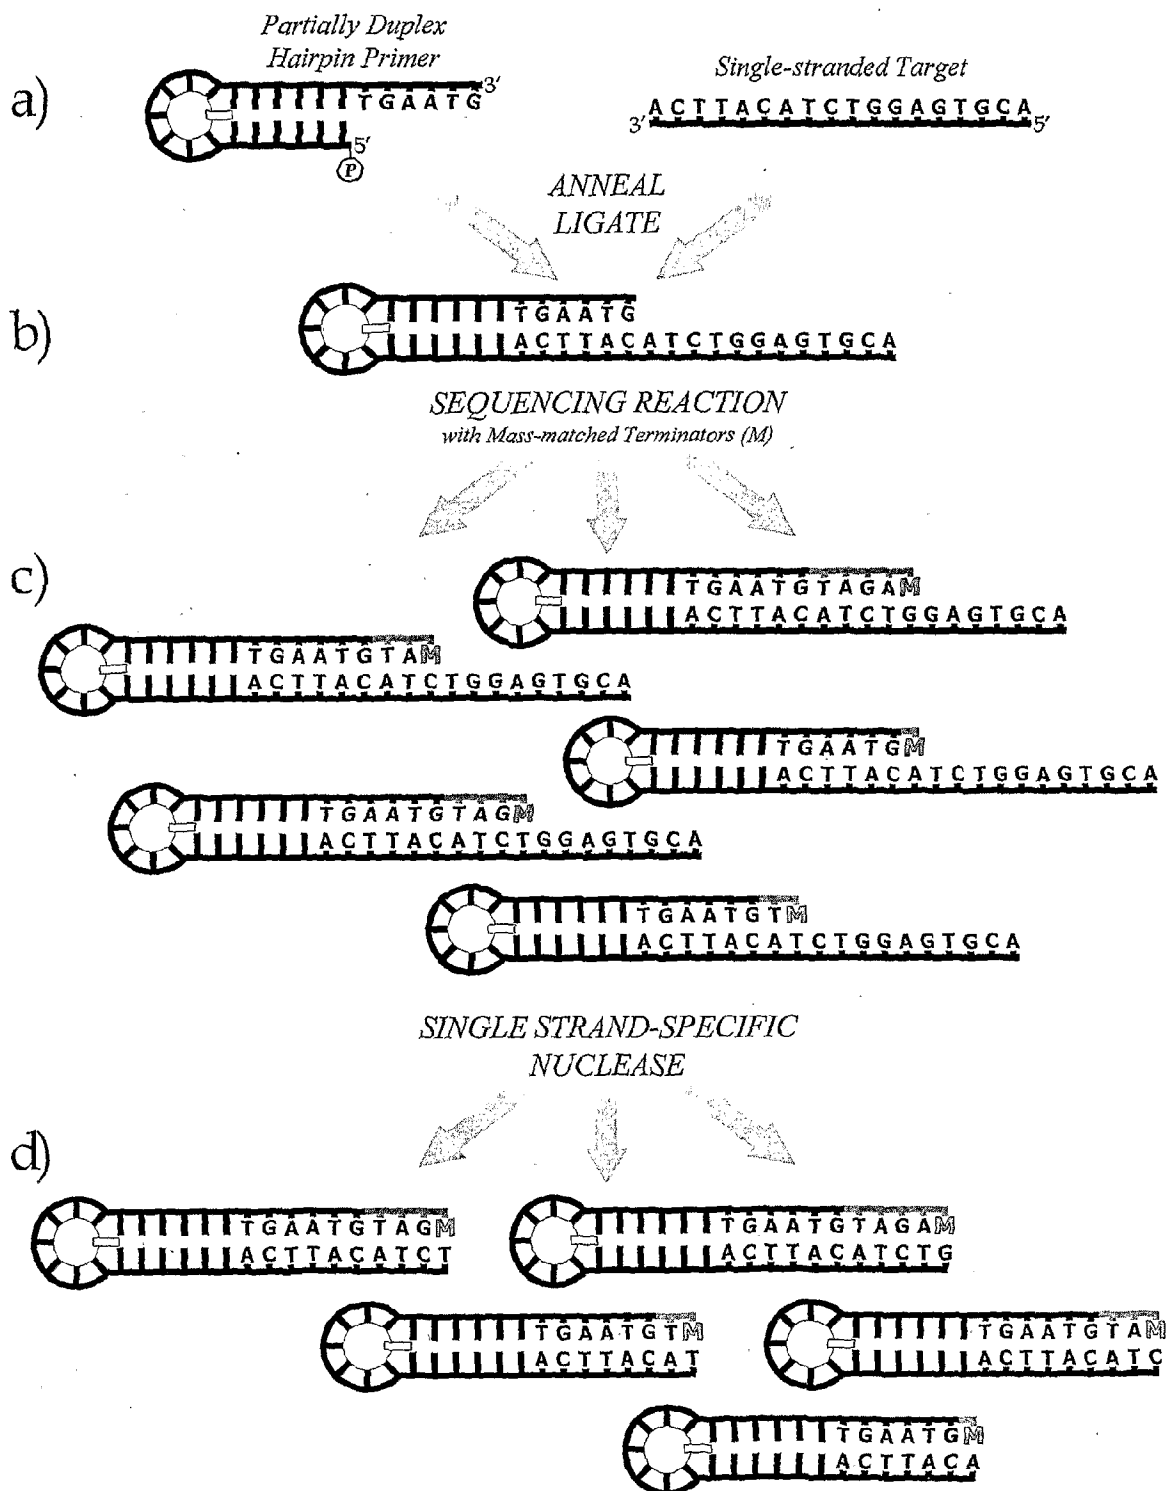 a)
Partially Duplex
Hairpin Primer
3'
TGAATG
5'
P
Single-stranded Target
ACTTACATCTGGAGTGCA
3'
5'
ANNEAL
LIGATE
b)
TGAATG
ACTTACATCTGGAGTGCA
SEQUENCING REACTION
with Mass-matched Terminators (M)
c)
TGAATGTAGAM
ACTTACATCTGGAGTGCA
TGAATGTAM
ACTTACATCTGGAGTGCA
TGAATGM
ACTTACATCTGGAGTGCA
TGAATGTAGM
ACTTACATCTGGAGTGCA
TGAATGTM
ACTTACATCTGGAGTGCA
SINGLE STRAND-SPECIFIC
NUCLEASE
d)
TGAATGTAGM
ACTTACATCT
TGAATGTAGAM
ACTTACATCTG
TGAATGTM
ACTTACAT
TGAATGTAM
ACTTACATC
TGAATGM
ACTTACA